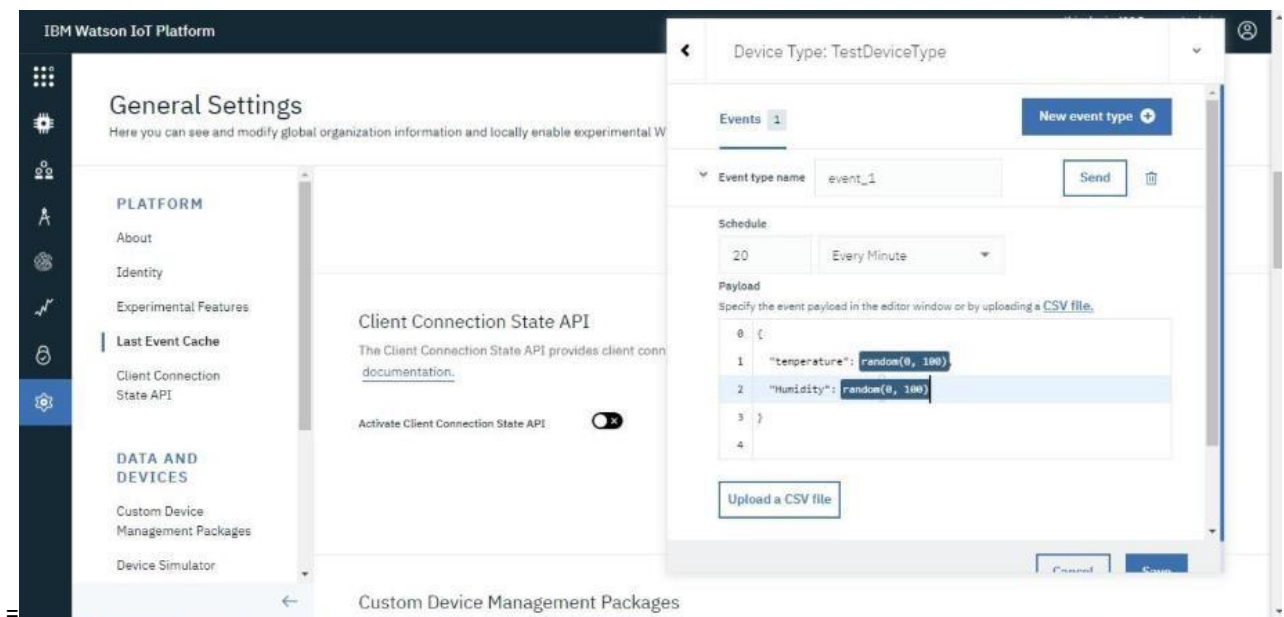 IBM Watson IoT Platform
General Settings
Here you can see and modify global organization information and locally enable experimental W
PLATFORM
About
Identity
Experimental Features
Last Event Cache
Client Connection
State API
DATA AND
DEVICES
Custom Device
Management Packages
Device Simulator
←
Client Connection State API
The Client Connection State API provides client conn
documentation.
Activate Client Connection State API
Custom Device Management Packages
Device Type: TestDeviceType
Events 1
New event type
Event type name event_1 Send
Schedule
20 Every Minute
Payload
Specify the event payload in the editor window or by uploading a CSV file.
0 {
1 "temperature": random(0, 100),
2 "Humidity": random(0, 100)
3 }
4
Upload a CSV file
Cancel Save
=